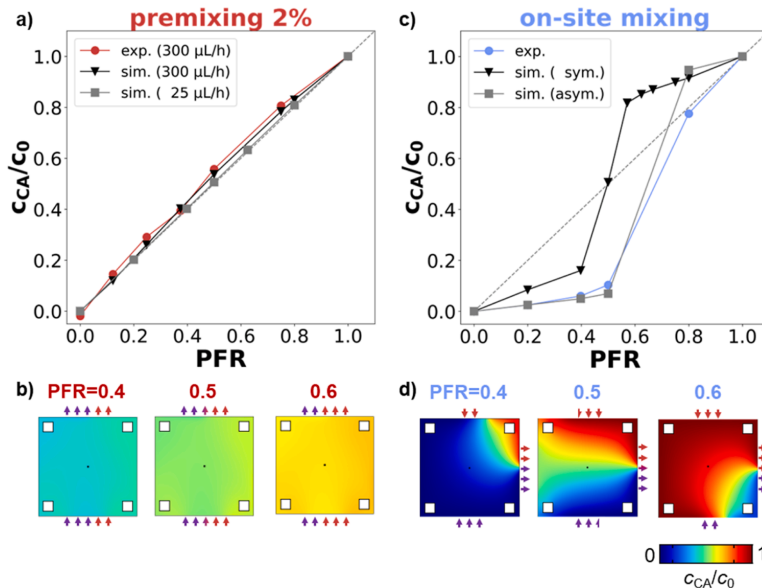 a)
premixing 2%
exp. (300 µL/h)
sim. (300 µL/h)
sim. ( 25 µL/h)
1.0
0.8
0.6
0.4
0.2
0.0
c_CA/c_0
0.0 0.2 0.4 0.6 0.8 1.0
PFR
c)
on-site mixing
exp.
sim. ( sym.)
sim. (asym.)
1.0
0.8
0.6
0.4
0.2
0.0
c_CA/c_0
0.0 0.2 0.4 0.6 0.8 1.0
PFR
b)
PFR=0.4 0.5 0.6
d)
PFR=0.4 0.5 0.6
0 1
c_CA/c_0